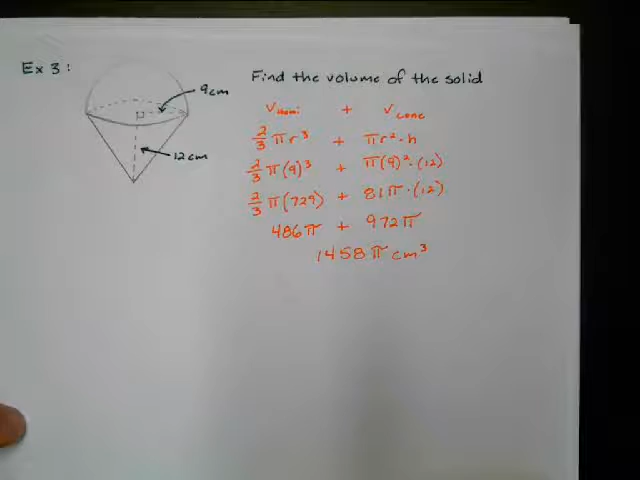 Ex 3:
9cm
12cm
Find the volume of the solid
V Hemi + V cone
2/3 πr³ + πr²·h
2/3 π(9)³ + π(9)²·(12)
2/3 π(729) + 81π·(12)
486π + 972π
1458π cm³